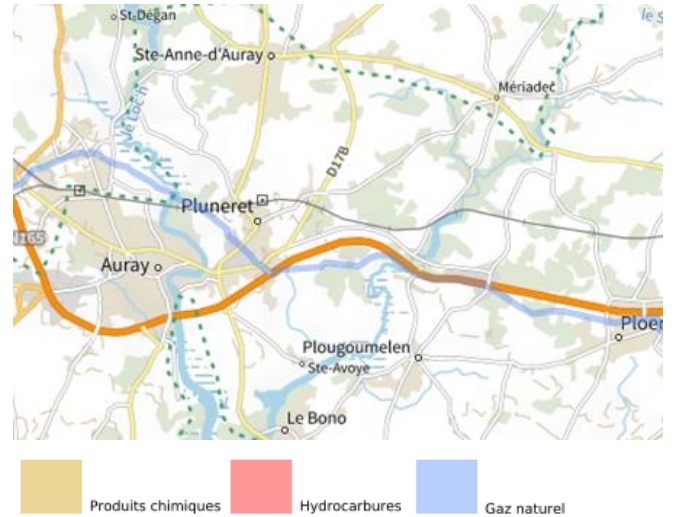 St-Dégan
le S
Ste-Anne-d'Auray
Mériadec
le Loc'h
D17B
Pluneret
N165
Auray
Ploer
Plougoumelen
Ste-Avoye
Le Bono
Produits chimiques
Hydrocarbures
Gaz naturel